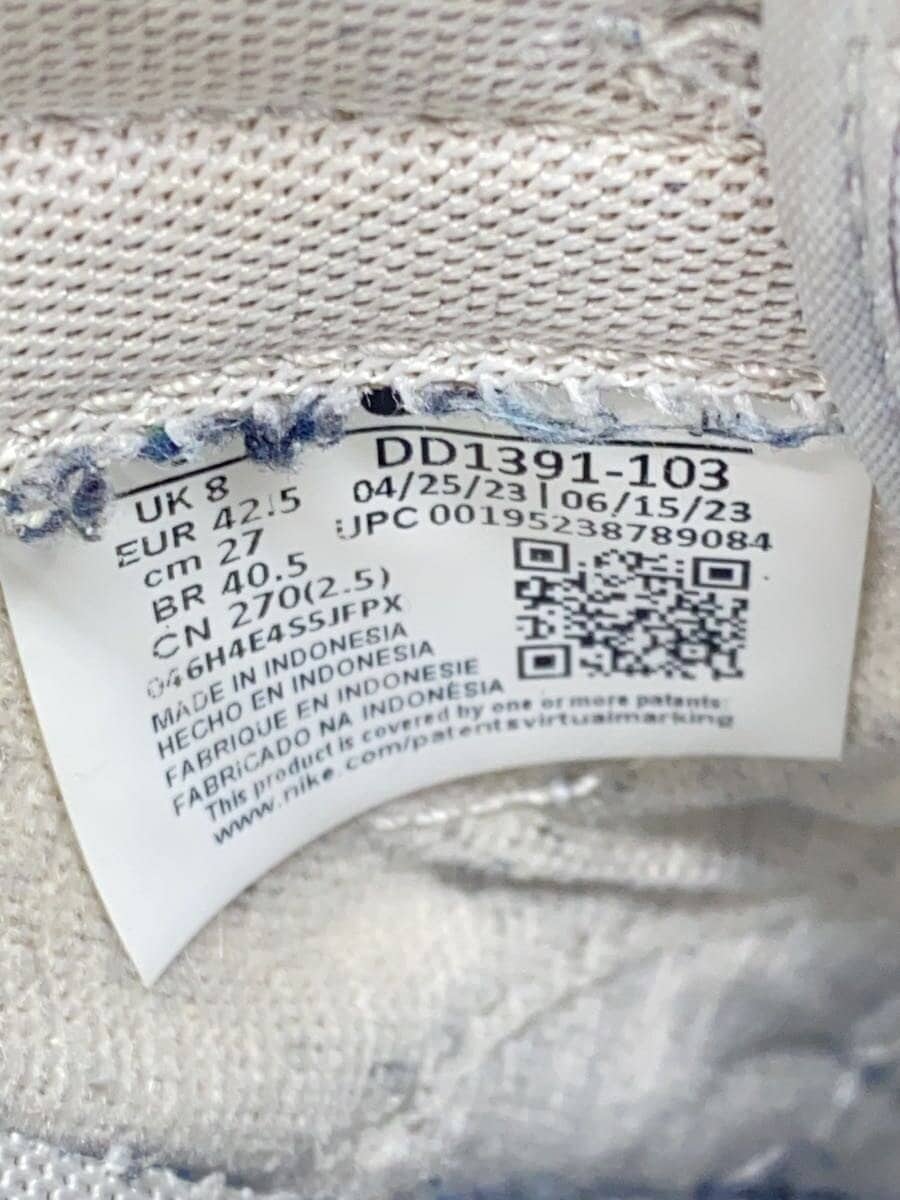 DD1391-103
04/25/23 | 06/15/23
UPC 00195238789084
UK 8
EUR 42.5
cm 27
BR 40.5
CN 270(2.5)
046H4E4S5JFPX
MADE IN INDONESIA
HECHO EN INDONESIA
FABRIQUE EN INDONESIE
FABRICADO NA INDONÉSIA
This product is covered by one or more patents:
www.nike.com/patentsvirtualmarking